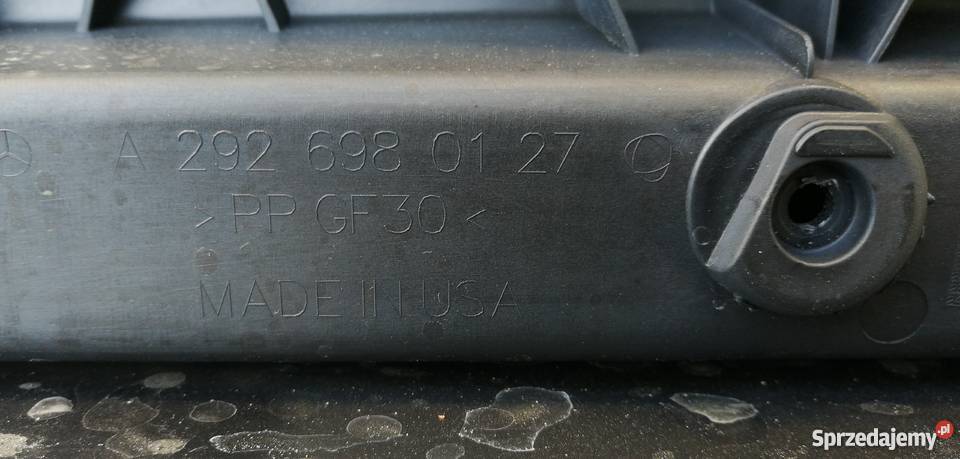 A 292 698 01 27
>PP GF30<
MADE IN USA
Sprzedajemy.pl